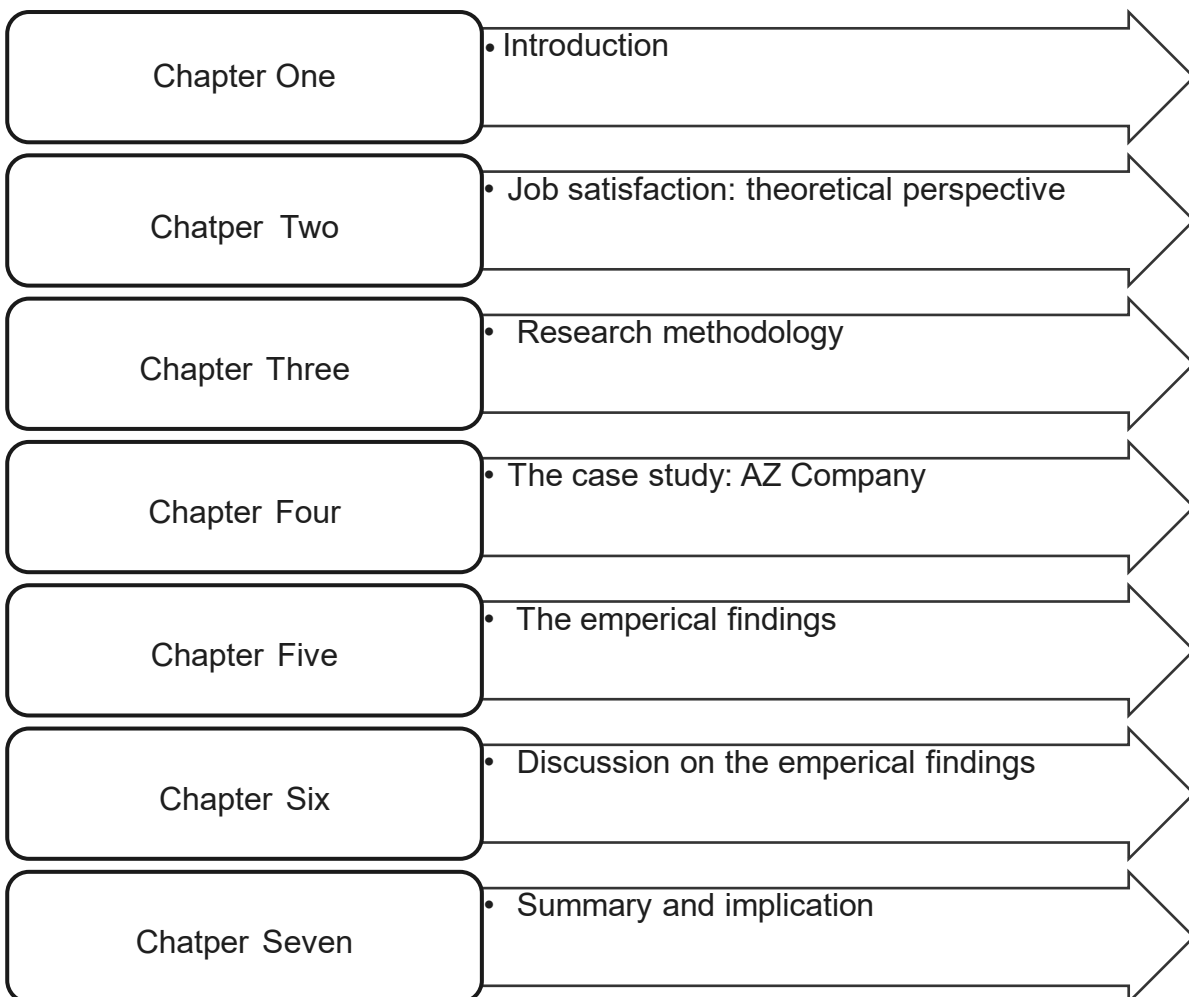 Chapter One
• Introduction
Chatper Two
• Job satisfaction: theoretical perspective
Chapter Three
• Research methodology
Chapter Four
• The case study: AZ Company
Chapter Five
• The emperical findings
Chapter Six
• Discussion on the emperical findings
Chatper Seven
• Summary and implication